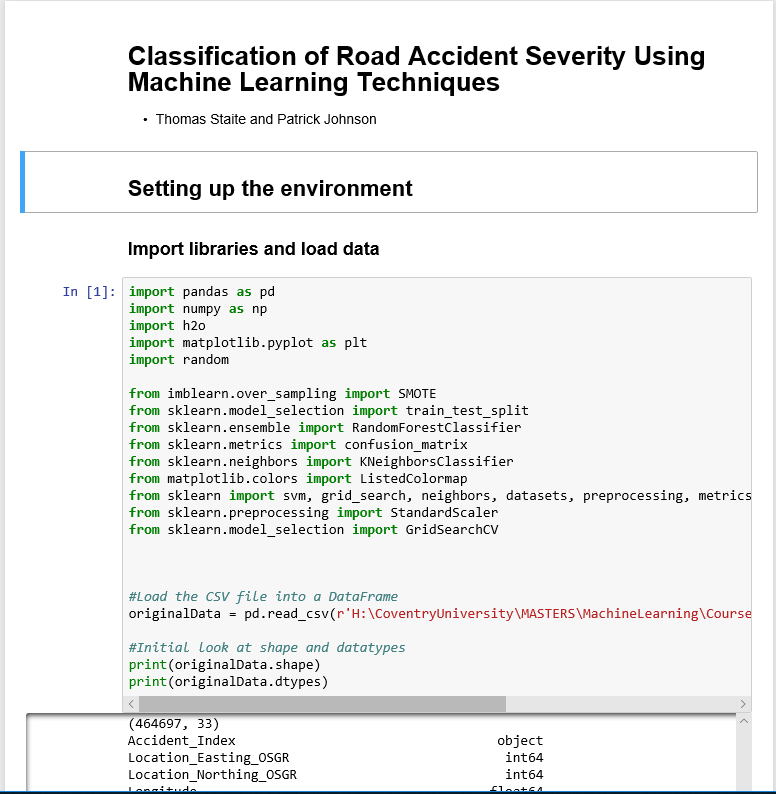 Classification of Road Accident Severity Using
Machine Learning Techniques
• Thomas Staite and Patrick Johnson
Setting up the environment
Import libraries and load data
In [1]: import pandas as pd
import numpy as np
import h2o
import matplotlib.pyplot as plt
import random
from imblearn.over_sampling import SMOTE
from sklearn.model_selection import train_test_split
from sklearn.ensemble import RandomForestClassifier
from sklearn.metrics import confusion_matrix
from sklearn.neighbors import KNeighborsClassifier
from matplotlib.colors import ListedColormap
from sklearn import svm, grid_search, neighbors, datasets, preprocessing, metrics
from sklearn.preprocessing import StandardScaler
from sklearn.model_selection import GridSearchCV
#Load the CSV file into a DataFrame
originalData = pd.read_csv(r'H:\CoventryUniversity\MASTERS\MachineLearning\Course
#Initial look at shape and datatypes
print(originalData.shape)
print(originalData.dtypes)
(464697, 33)
Accident_Index object
Location_Easting_OSGR int64
Location_Northing_OSGR int64
Longitude float64